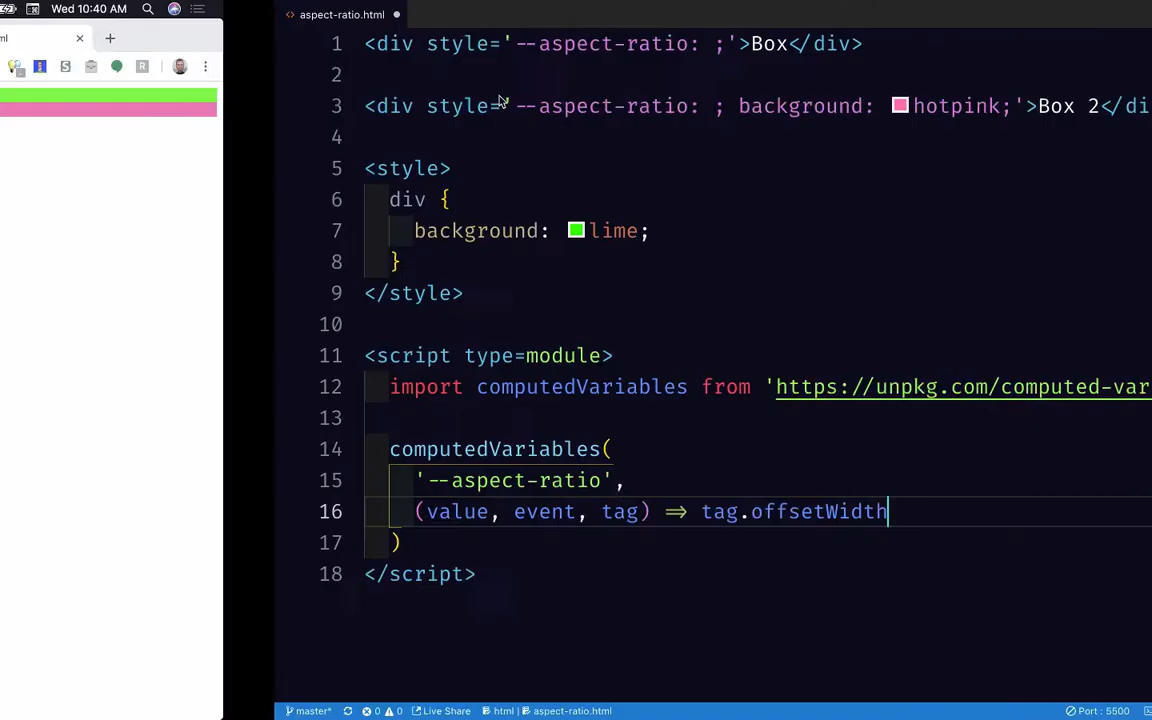 Wed 10:40 AM
ml
aspect-ratio.html
1 <div style='--aspect-ratio: ;'>Box</div>
2
3 <div style='--aspect-ratio: ; background: hotpink;'>Box 2</di
4
5 <style>
6 div {
7 background: lime;
8 }
9 </style>
10
11 <script type=module>
12 import computedVariables from 'https://unpkg.com/computed-var
13
14 computedVariables(
15 '--aspect-ratio',
16 (value, event, tag) => tag.offsetWidth
17 )
18 </script>
master* 0 0 Live Share html | aspect-ratio.html Port : 5500